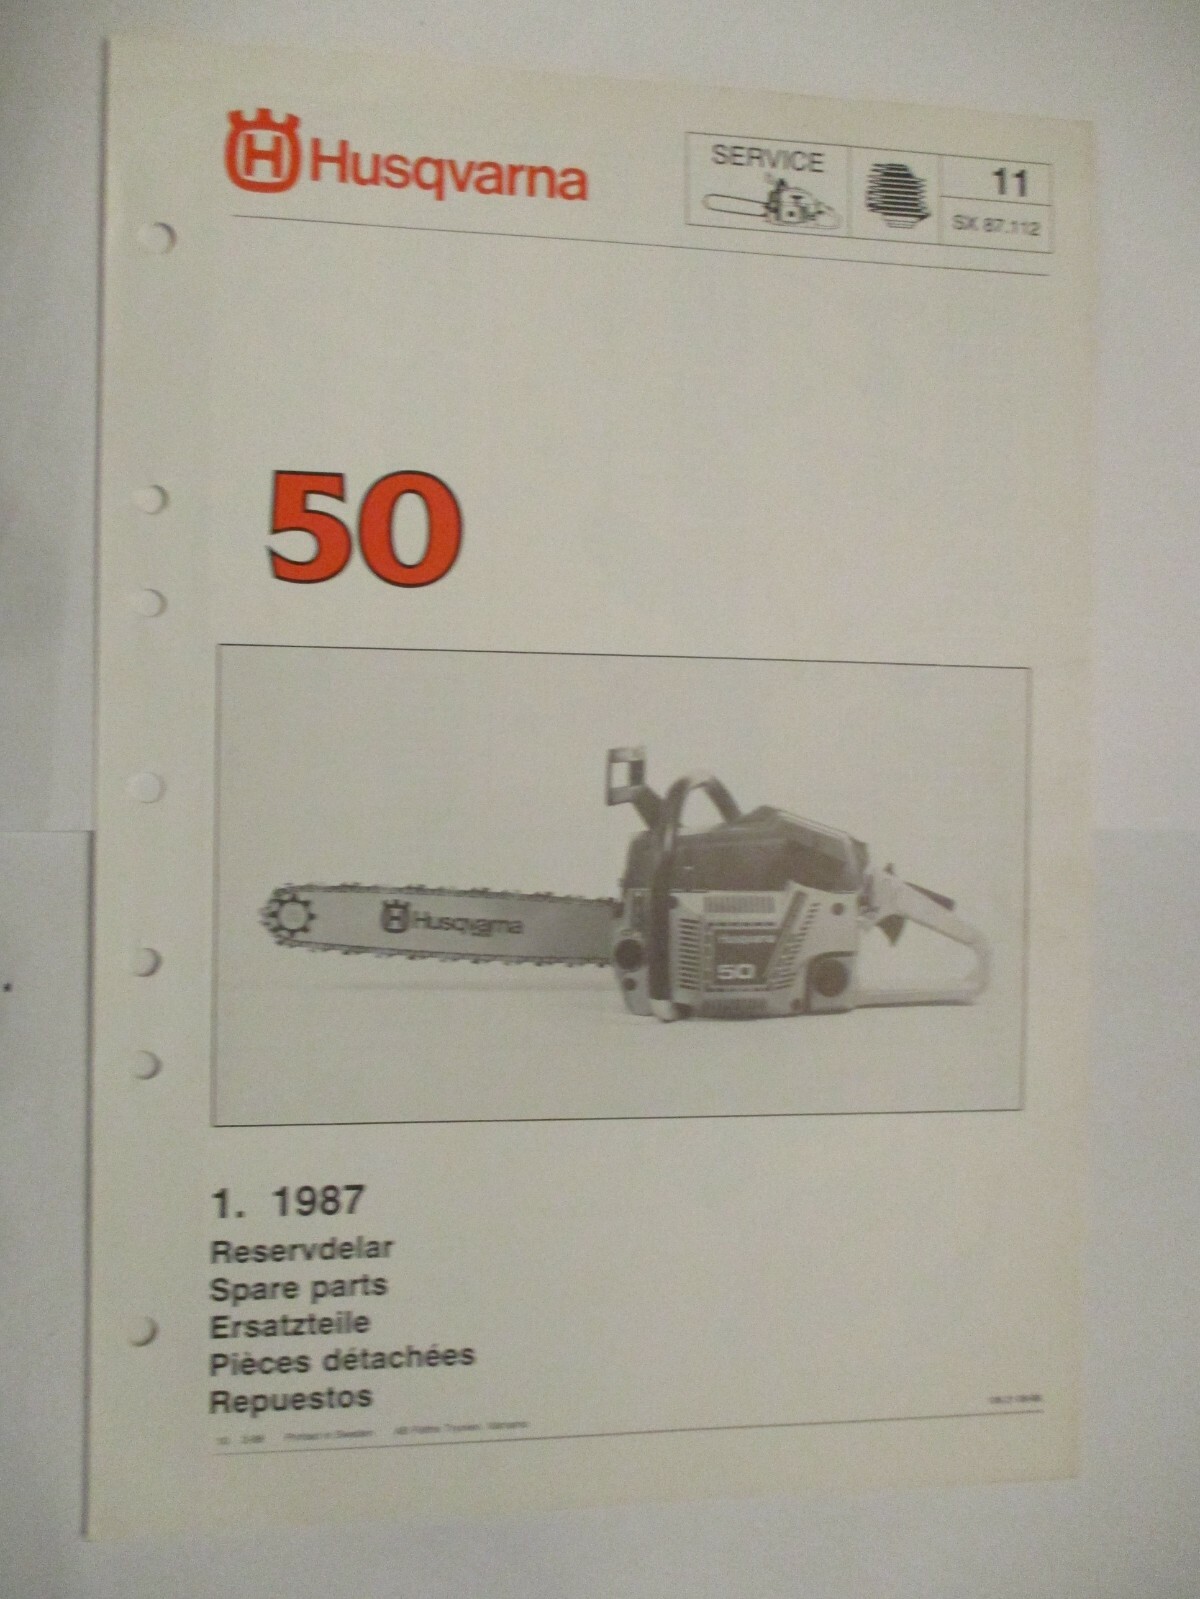 Husqvarna
SERVICE
11
SX 87.112
50
Husqvarna
Husqvarna
50
1. 1987
Reservdelar
Spare parts
Ersatzteile
Pièces détachées
Repuestos
Printed in Sweden